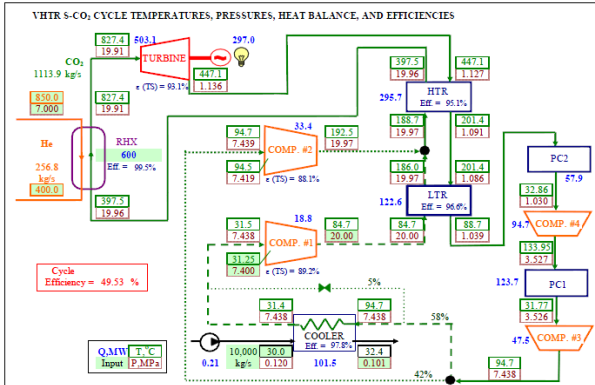 VHTR S-CO2 CYCLE TEMPERATURES, PRESSURES, HEAT BALANCE, AND EFFICIENCIES
827.4
19.91
503.1
TURBINE
297.0
CO2
1113.9
kg/s
447.1
1.136
ε (TS) = 93.1%
397.5
19.96
447.1
1.127
850.0
7.000
827.4
19.91
295.7
HTR
Eff. = 95.1%
He
RHX
600
Eff. = 99.5%
256.8
kg/s
400.0
397.5
19.96
33.4
94.7
7.439
COMP. #2
192.5
19.97
94.5
7.419
ε (TS) = 88.1%
188.7
19.97
201.4
1.091
186.0
19.97
201.4
1.086
PC2
57.9
122.6
LTR
Eff. = 96.6%
32.86
1.030
18.8
31.5
7.438
COMP. #1
84.7
20.00
84.7
20.00
88.7
1.039
94.7
COMP. #4
31.25
7.400
ε (TS) = 89.2%
133.95
3.527
Cycle
Efficiency = 49.53 %
5%
123.7
PC1
31.4
7.438
94.7
7.438
58%
31.77
3.526
COOLER
Eff. = 97.8%
47.5
COMP. #3
Q,MW
T,°C
Input
P,MPa
0.21
10,000
kg/s
30.0
0.120
101.5
32.4
0.101
42%
94.7
7.438